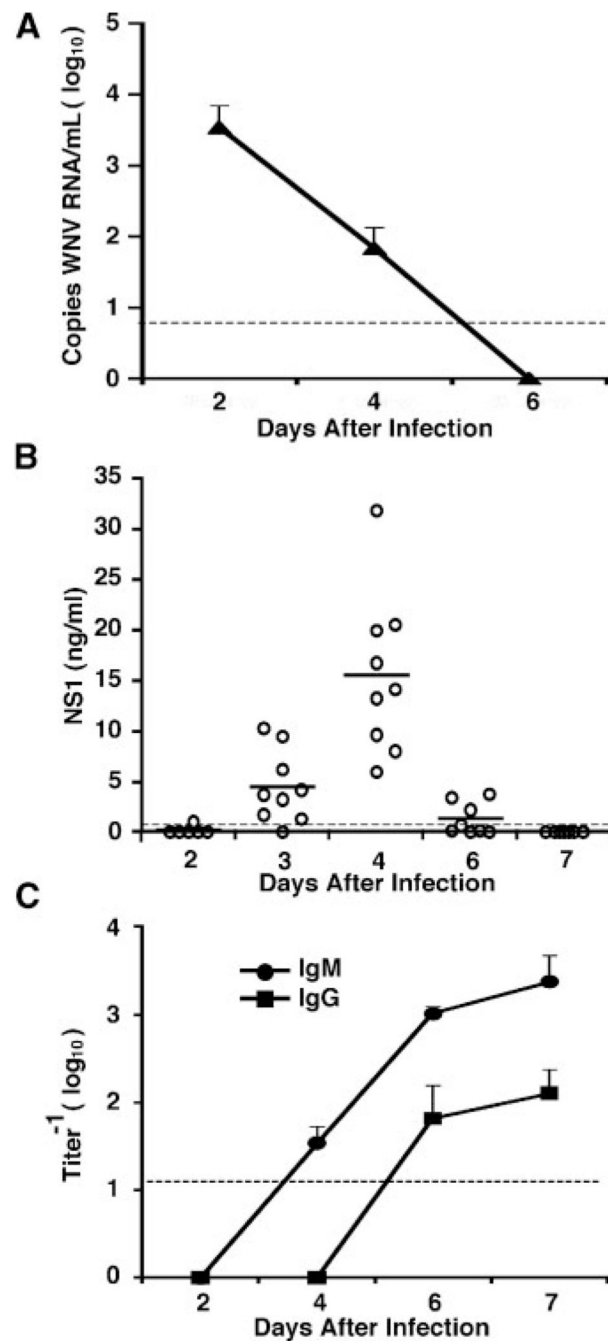 A
Copies WNV RNA/mL ( log10)
5
4
3
2
1
0
2 4 6
Days After Infection
B
NS1 (ng/ml)
35
30
25
20
15
10
5
0
2 3 4 6 7
Days After Infection
C
Titer-1 ( log10)
4
3
2
1
0
IgM
IgG
2 4 6 7
Days After Infection